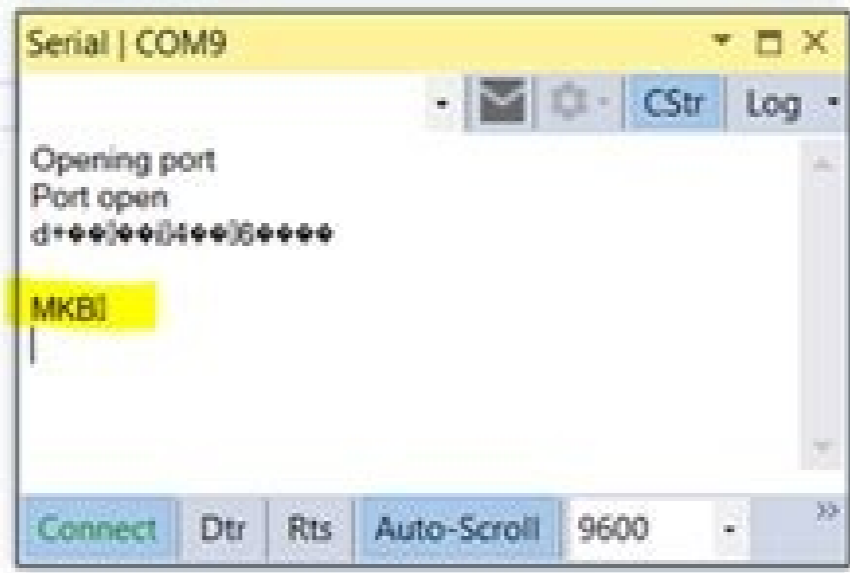 Serial | COM9
CStr Log
Opening port
Port open
MKB▯
Connect Dtr Rts Auto-Scroll 9600